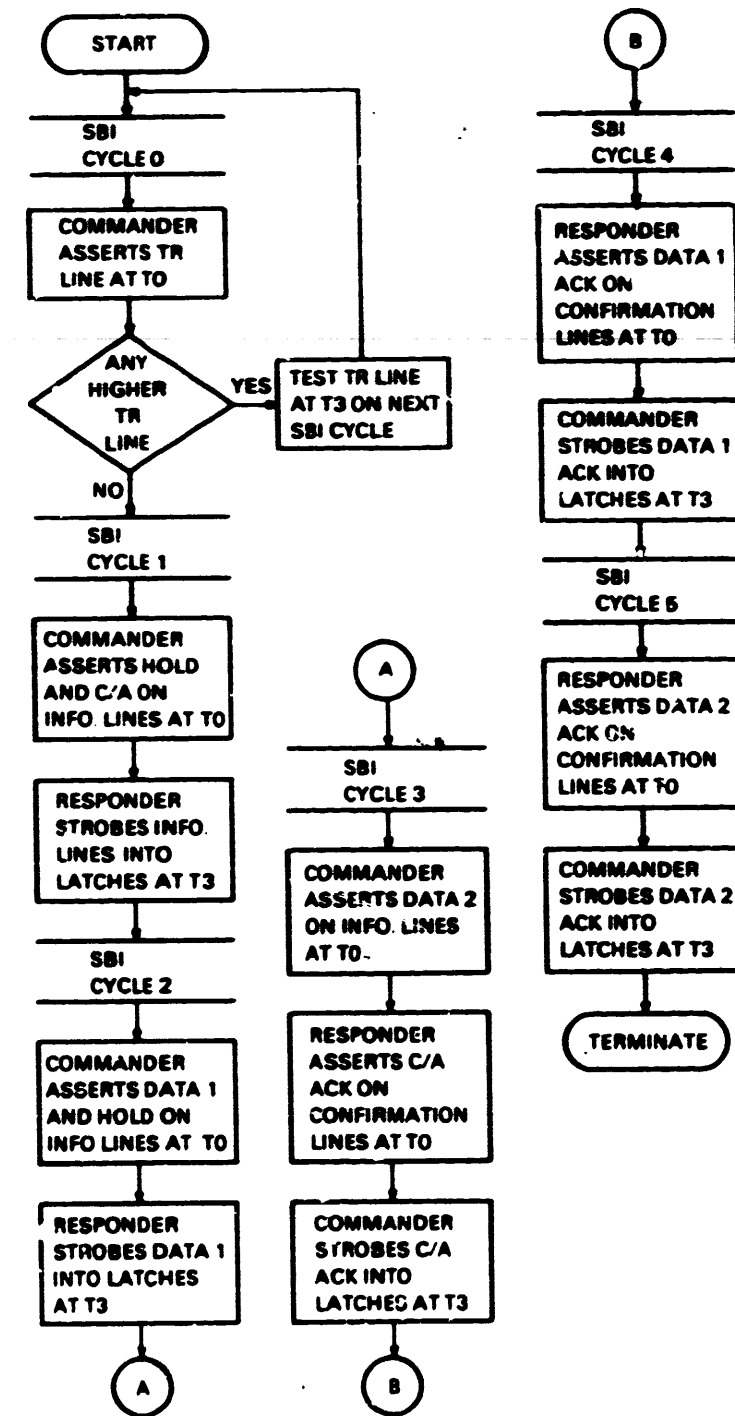 START
SBI
CYCLE 0
COMMANDER
ASSERTS TR
LINE AT T0
ANY
HIGHER
TR
LINE
YES
TEST TR LINE
AT T3 ON NEXT
SBI CYCLE
NO
SBI
CYCLE 1
COMMANDER
ASSERTS HOLD
AND C/A ON
INFO. LINES AT T0
RESPONDER
STROBES INFO.
LINES INTO
LATCHES AT T3
SBI
CYCLE 2
COMMANDER
ASSERTS DATA 1
AND HOLD ON
INFO LINES AT T0
RESPONDER
STROBES DATA 1
INTO LATCHES
AT T3
A
A
SBI
CYCLE 3
COMMANDER
ASSERTS DATA 2
ON INFO. LINES
AT T0
RESPONDER
ASSERTS C/A
ACK ON
CONFIRMATION
LINES AT T0
COMMANDER
STROBES C/A
ACK INTO
LATCHES AT T3
B
B
SBI
CYCLE 4
RESPONDER
ASSERTS DATA 1
ACK ON
CONFIRMATION
LINES AT T0
COMMANDER
STROBES DATA 1
ACK INTO
LATCHES AT T3
SBI
CYCLE 5
RESPONDER
ASSERTS DATA 2
ACK ON
CONFIRMATION
LINES AT T0
COMMANDER
STROBES DATA 2
ACK INTO
LATCHES AT T3
TERMINATE